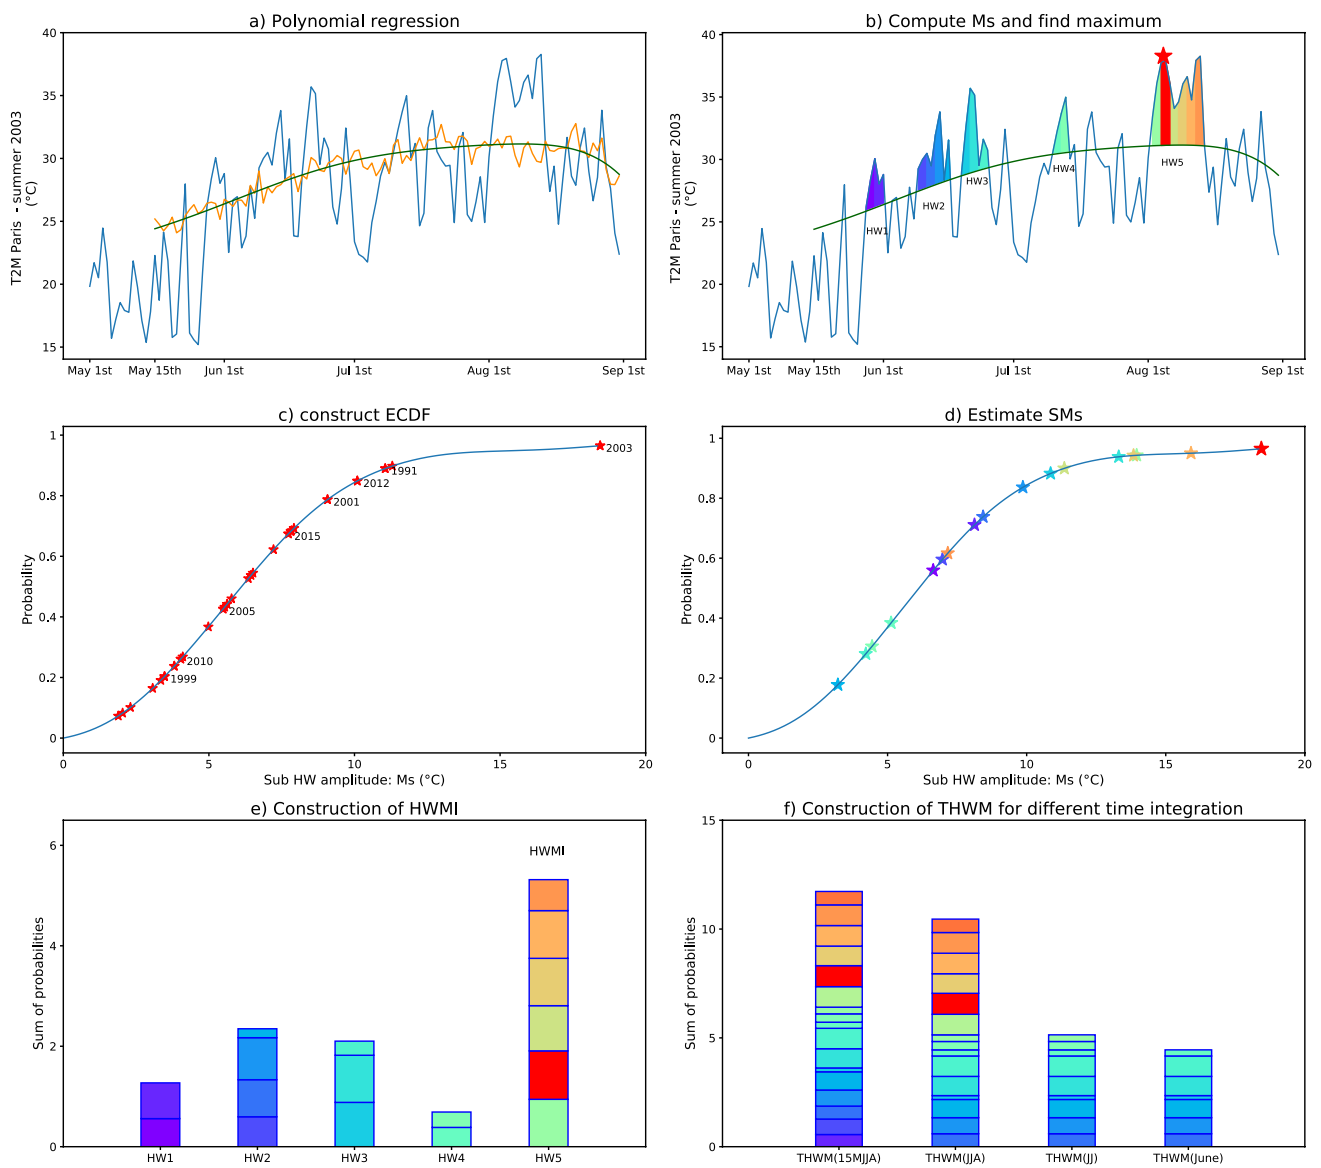 a) Polynomial regression
40
35
30
25
20
15
T2M Paris - summer 2003
(°C)
May 1st May 15th Jun 1st Jul 1st Aug 1st Sep 1st
b) Compute Ms and find maximum
40
35
30
25
20
15
T2M Paris - summer 2003
(°C)
HW1
HW2
HW3
HW4
HW5
May 1st May 15th Jun 1st Jul 1st Aug 1st Sep 1st
c) construct ECDF
1
0.8
0.6
0.4
0.2
0
Probability
2003
1991
2012
2001
2015
2005
2010
1999
0 5 10 15 20
Sub HW amplitude: Ms (°C)
d) Estimate SMs
1
0.8
0.6
0.4
0.2
0
Probability
0 5 10 15 20
Sub HW amplitude: Ms (°C)
e) Construction of HWMI
6
4
2
0
Sum of probabilities
HWMI
HW1 HW2 HW3 HW4 HW5
f) Construction of THWM for different time integration
15
10
5
0
Sum of probabilities
THWM(15MJJA) THWM(JJA) THWM(JJ) THWM(June)